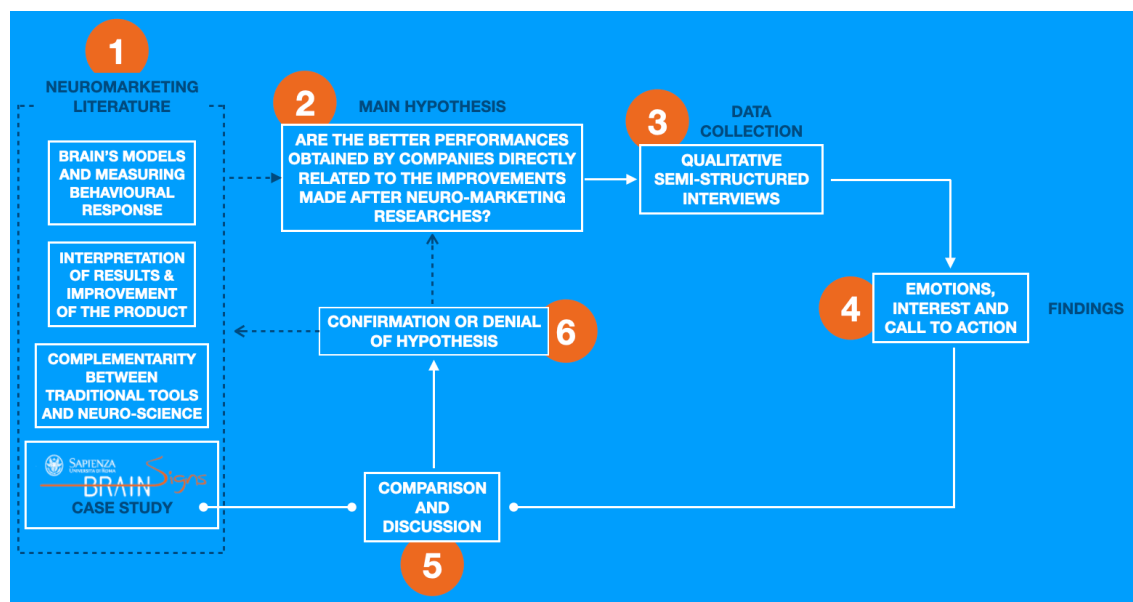 1
NEUROMARKETING
LITERATURE
BRAIN'S MODELS
AND MEASURING
BEHAVIOURAL
RESPONSE
INTERPRETATION
OF RESULTS &
IMPROVEMENT
OF THE PRODUCT
COMPLEMENTARITY
BETWEEN
TRADITIONAL TOOLS
AND NEURO-SCIENCE
SAPIENZA
UNIVERSITÀ DI ROMA
BRAIN Signs
CASE STUDY
2
MAIN HYPOTHESIS
ARE THE BETTER PERFORMANCES
OBTAINED BY COMPANIES DIRECTLY
RELATED TO THE IMPROVEMENTS
MADE AFTER NEURO-MARKETING
RESEARCHES?
3
DATA
COLLECTION
QUALITATIVE
SEMI-STRUCTURED
INTERVIEWS
4
EMOTIONS,
INTEREST AND
CALL TO ACTION
FINDINGS
COMPARISON
AND
DISCUSSION
5
CONFIRMATION OR DENIAL
OF HYPOTHESIS
6